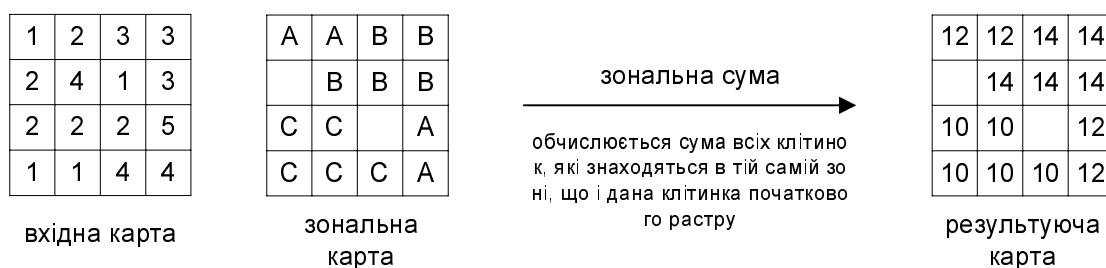 1 2 3 3
2 4 1 3
2 2 2 5
1 1 4 4
вхідна карта
A A B B
B B B
C C A
C C C A
зональна
карта
зональна сума
обчислюється сума всіх клітино
к, які знаходяться в тій самій зо
ні, що і дана клітинка початково
го растру
12 12 14 14
14 14 14
10 10 12
10 10 10 12
результуюча
карта